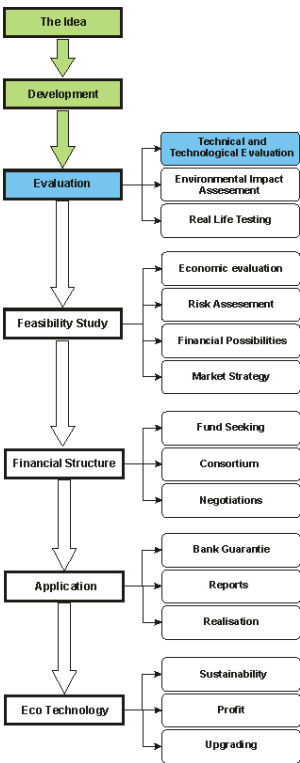 The Idea
Development
Evaluation
Technical and
Technological Evaluation
Environmental Impact
Assesement
Real Life Testing
Feasibility Study
Economic evaluation
Risk Assesement
Financial Possibilities
Market Strategy
Financial Structure
Fund Seeking
Consortium
Negotiations
Application
Bank Guarantie
Reports
Realisation
Eco Technology
Sustainability
Profit
Upgrading